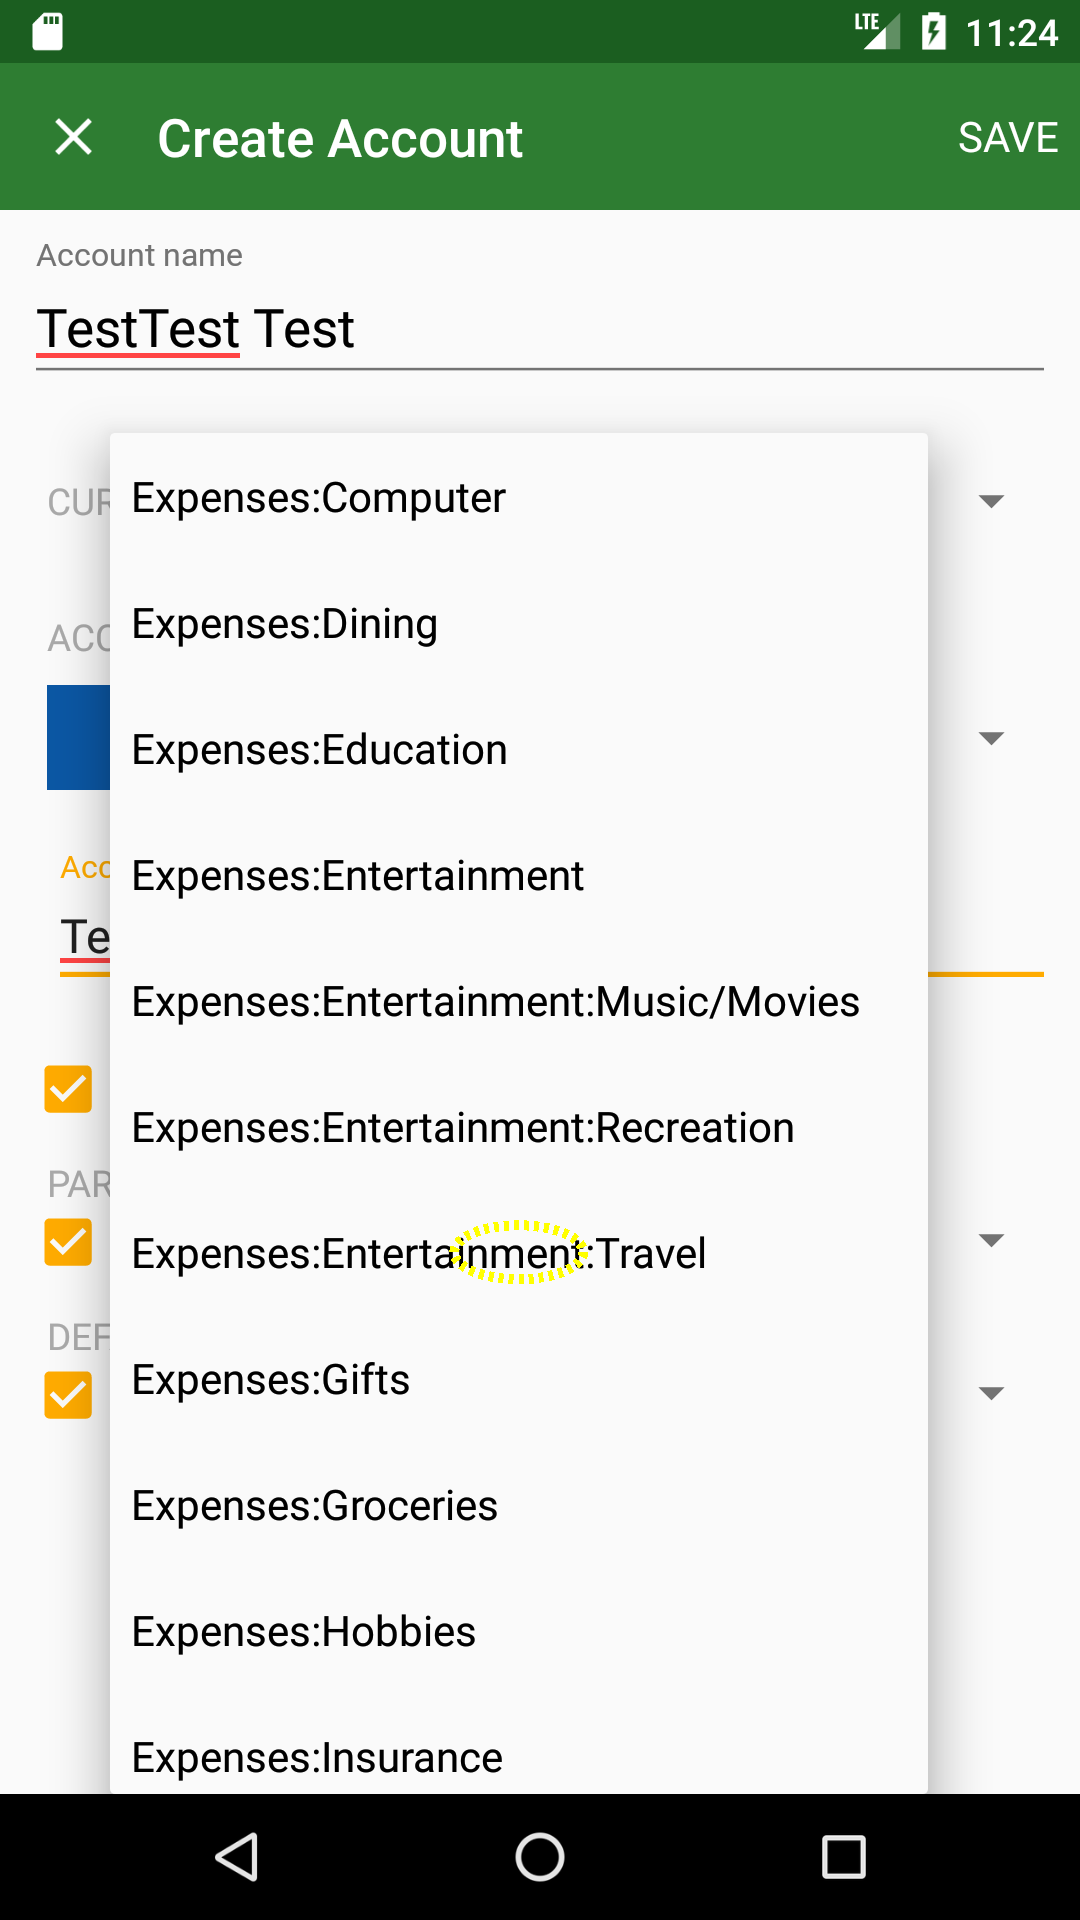 LTE 11:24
Create Account SAVE
Account name
TestTest Test
CUR
Expenses:Computer
Expenses:Dining
ACC
Expenses:Education
Expenses:Entertainment
Acc
Te
Expenses:Entertainment:Music/Movies
Expenses:Entertainment:Recreation
PAR
Expenses:Entertainment:Travel
DEF
Expenses:Gifts
Expenses:Groceries
Expenses:Hobbies
Expenses:Insurance